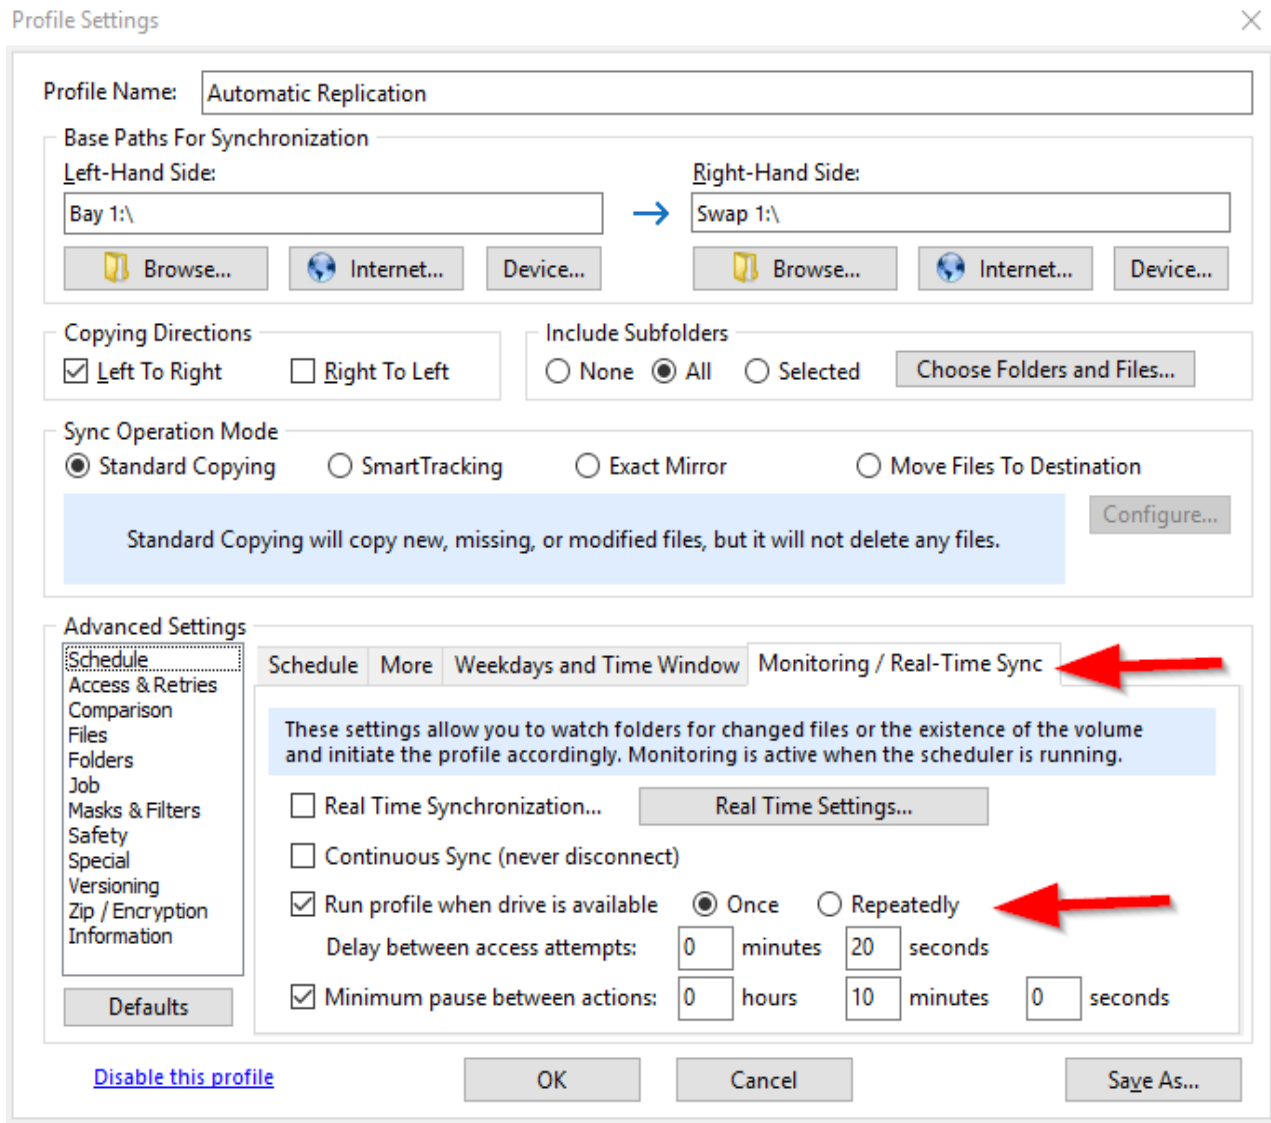 Profile Settings
Profile Name: Automatic Replication
Base Paths For Synchronization
Left-Hand Side: Right-Hand Side:
Bay 1:\ Swap 1:\
Browse... Internet... Device... Browse... Internet... Device...
Copying Directions Include Subfolders
Left To Right Right To Left None All Selected Choose Folders and Files...
Sync Operation Mode
Standard Copying SmartTracking Exact Mirror Move Files To Destination
Configure...
Standard Copying will copy new, missing, or modified files, but it will not delete any files.
Advanced Settings
Schedule
Access & Retries
Comparison
Files
Folders
Job
Masks & Filters
Safety
Special
Versioning
Zip / Encryption
Information
Defaults
Schedule More Weekdays and Time Window Monitoring / Real-Time Sync
These settings allow you to watch folders for changed files or the existence of the volume
and initiate the profile accordingly. Monitoring is active when the scheduler is running.
Real Time Synchronization... Real Time Settings...
Continuous Sync (never disconnect)
Run profile when drive is available Once Repeatedly
Delay between access attempts: 0 minutes 20 seconds
Minimum pause between actions: 0 hours 10 minutes 0 seconds
Disable this profile OK Cancel Save As...